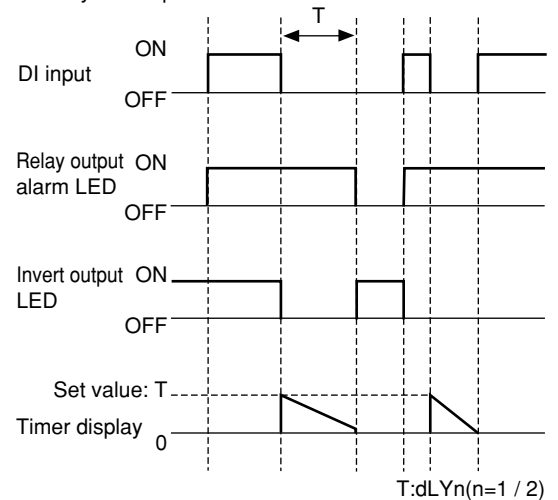 T
ON
DI input
OFF
Relay output ON
alarm LED
OFF
Invert output ON
LED
OFF
Set value: T
Timer display
0
T:dLYn(n=1 / 2)